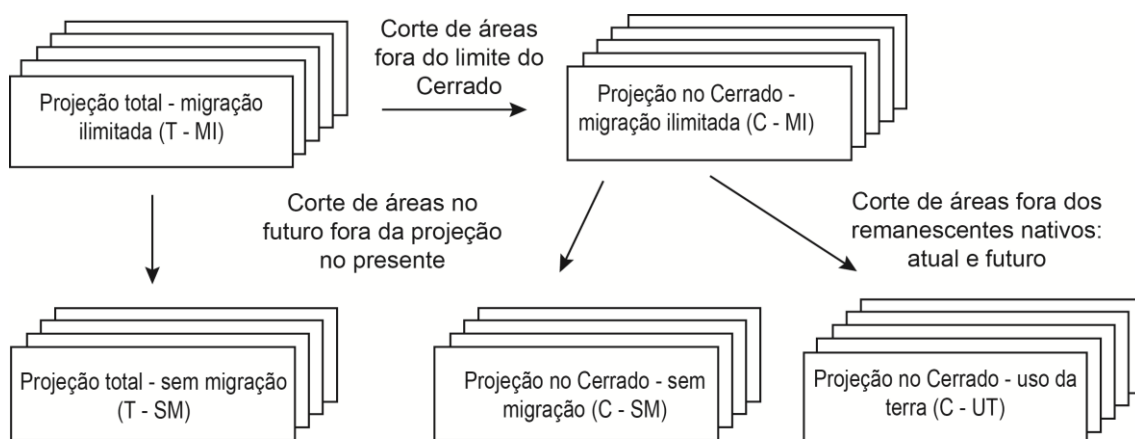 Projeção total - migração
ilimitada (T - MI)
Corte de áreas
fora do limite do
Cerrado
Projeção no Cerrado -
migração ilimitada (C - MI)
Corte de áreas no
futuro fora da projeção
no presente
Corte de áreas fora dos
remanescentes nativos:
atual e futuro
Projeção total - sem migração
(T - SM)
Projeção no Cerrado - sem
migração (C - SM)
Projeção no Cerrado - uso da
terra (C - UT)